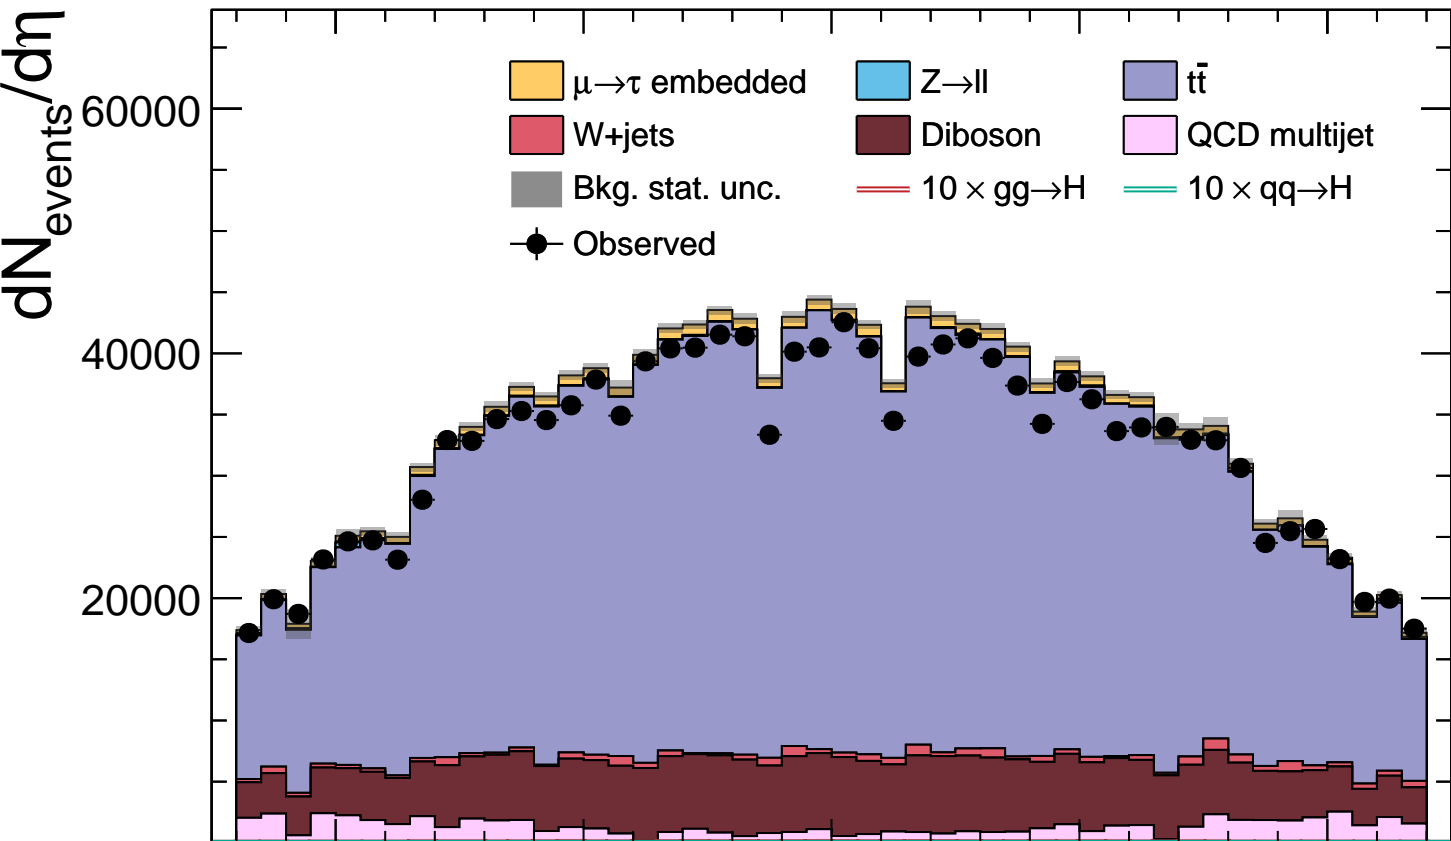 dN_events/dη
60000
40000
20000
μ→τ embedded
Z→ll
tt̄
W+jets
Diboson
QCD multijet
Bkg. stat. unc.
10 × gg→H
10 × qq→H
Observed